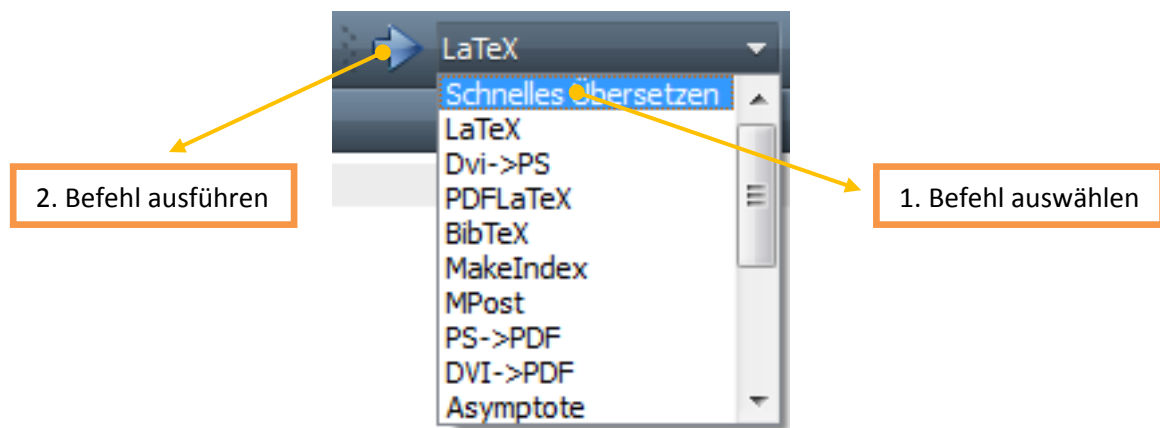 LaTeX
Schnelles Übersetzen
LaTeX
Dvi->PS
PDFLaTeX
BibTeX
MakeIndex
MPost
PS->PDF
DVI->PDF
Asymptote
2. Befehl ausführen
1. Befehl auswählen